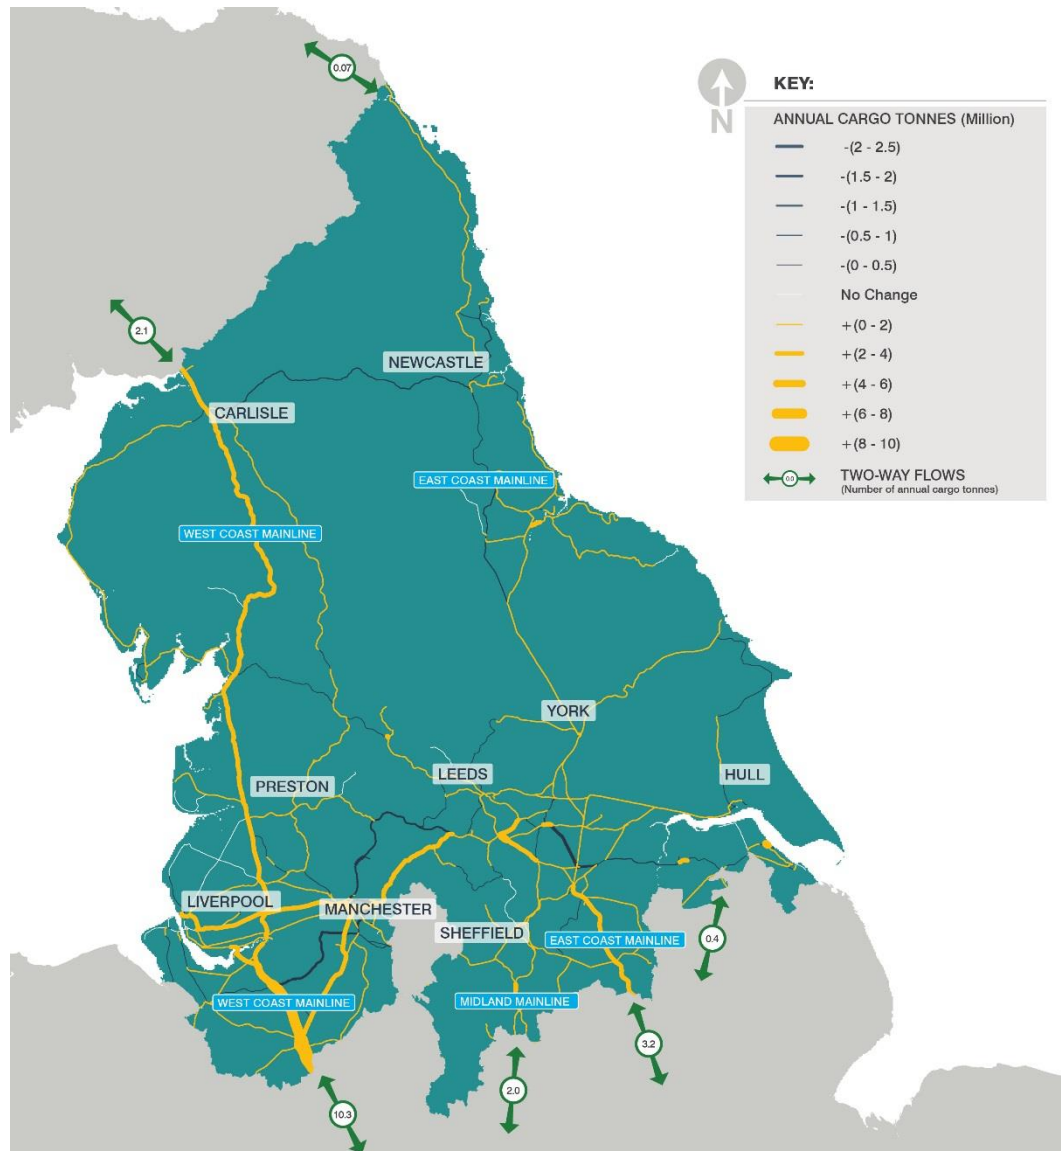 0.07
KEY:
N
ANNUAL CARGO TONNES (Million)
-(2 - 2.5)
-(1.5 - 2)
-(1 - 1.5)
-(0.5 - 1)
-(0 - 0.5)
No Change
+(0 - 2)
+(2 - 4)
+(4 - 6)
+(6 - 8)
+(8 - 10)
0.0
TWO-WAY FLOWS
(Number of annual cargo tonnes)
2.1
NEWCASTLE
CARLISLE
EAST COAST MAINLINE
WEST COAST MAINLINE
YORK
LEEDS
HULL
PRESTON
LIVERPOOL
MANCHESTER
SHEFFIELD
EAST COAST MAINLINE
0.4
WEST COAST MAINLINE
MIDLAND MAINLINE
3.2
2.0
10.3